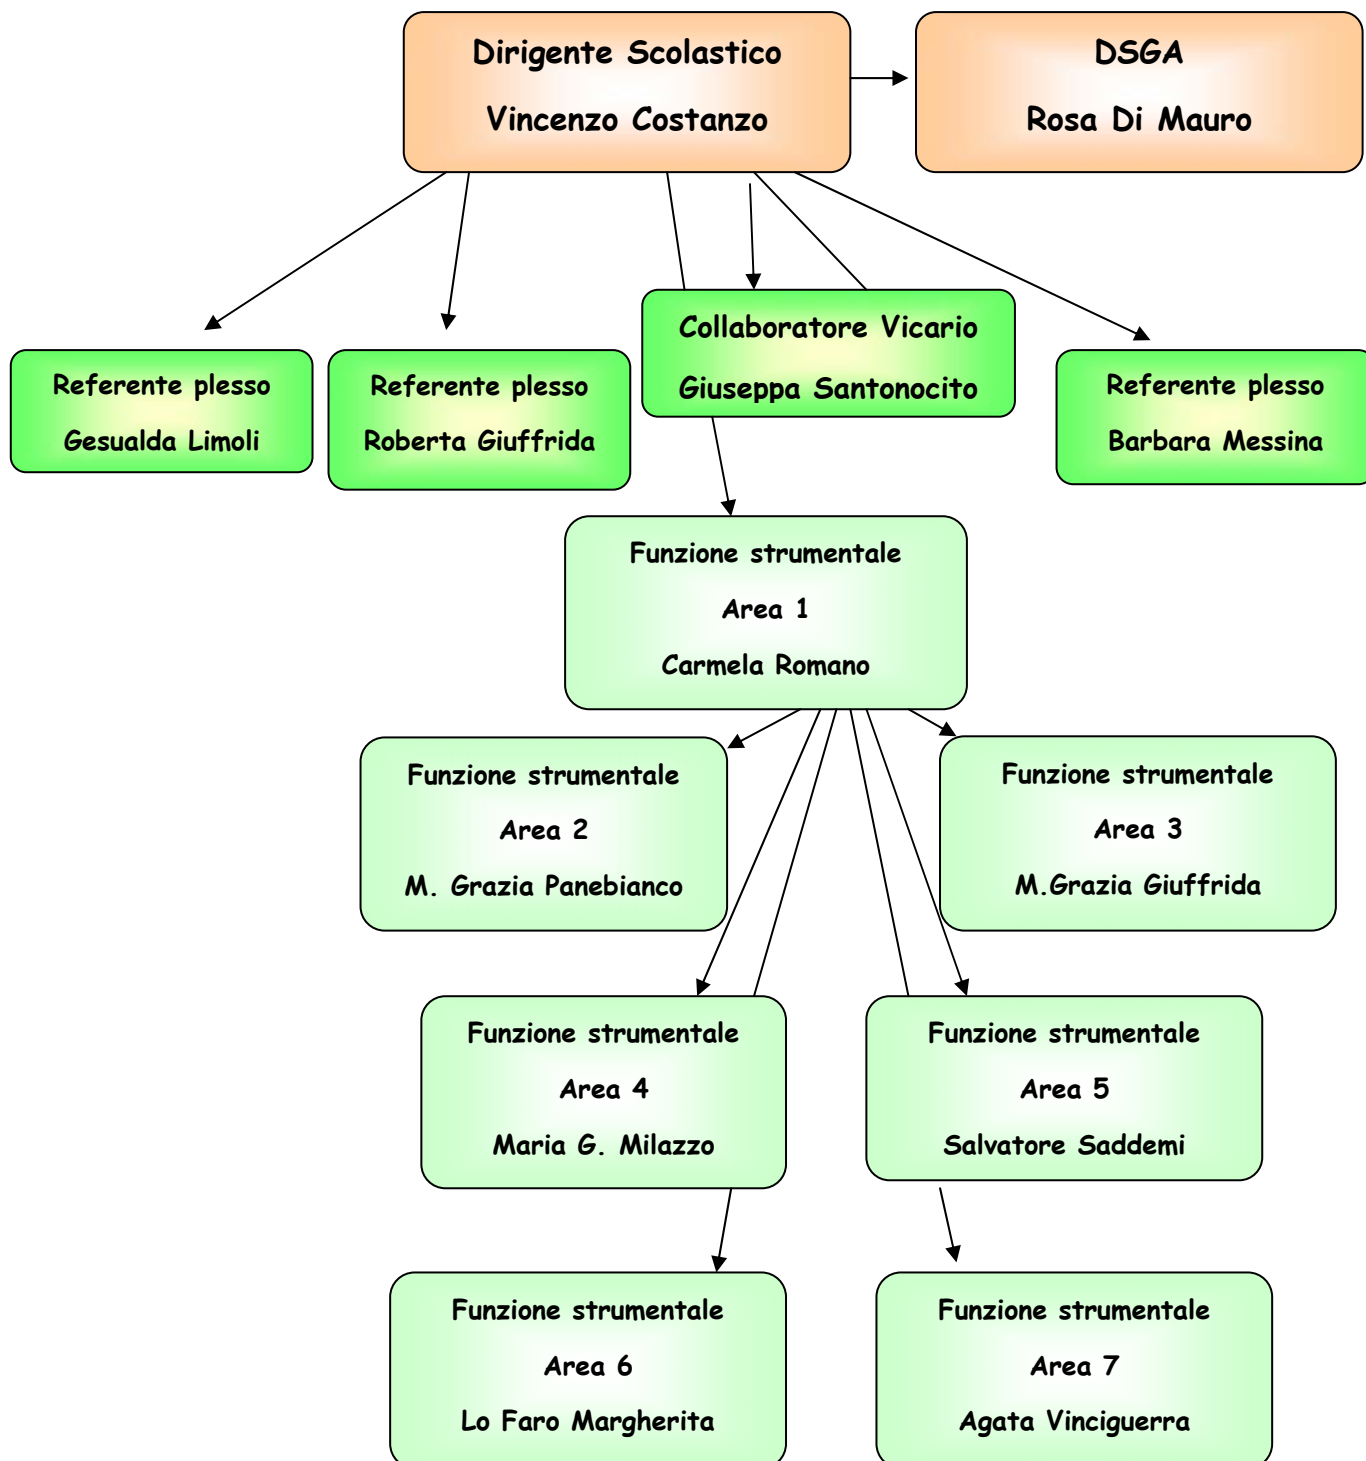 Dirigente Scolastico
Vincenzo Costanzo
DSGA
Rosa Di Mauro
Referente plesso
Gesualda Limoli
Referente plesso
Roberta Giuffrida
Collaboratore Vicario
Giuseppa Santonocito
Referente plesso
Barbara Messina
Funzione strumentale
Area 1
Carmela Romano
Funzione strumentale
Area 2
M. Grazia Panebianco
Funzione strumentale
Area 3
M.Grazia Giuffrida
Funzione strumentale
Area 4
Maria G. Milazzo
Funzione strumentale
Area 5
Salvatore Saddemi
Funzione strumentale
Area 6
Lo Faro Margherita
Funzione strumentale
Area 7
Agata Vinciguerra